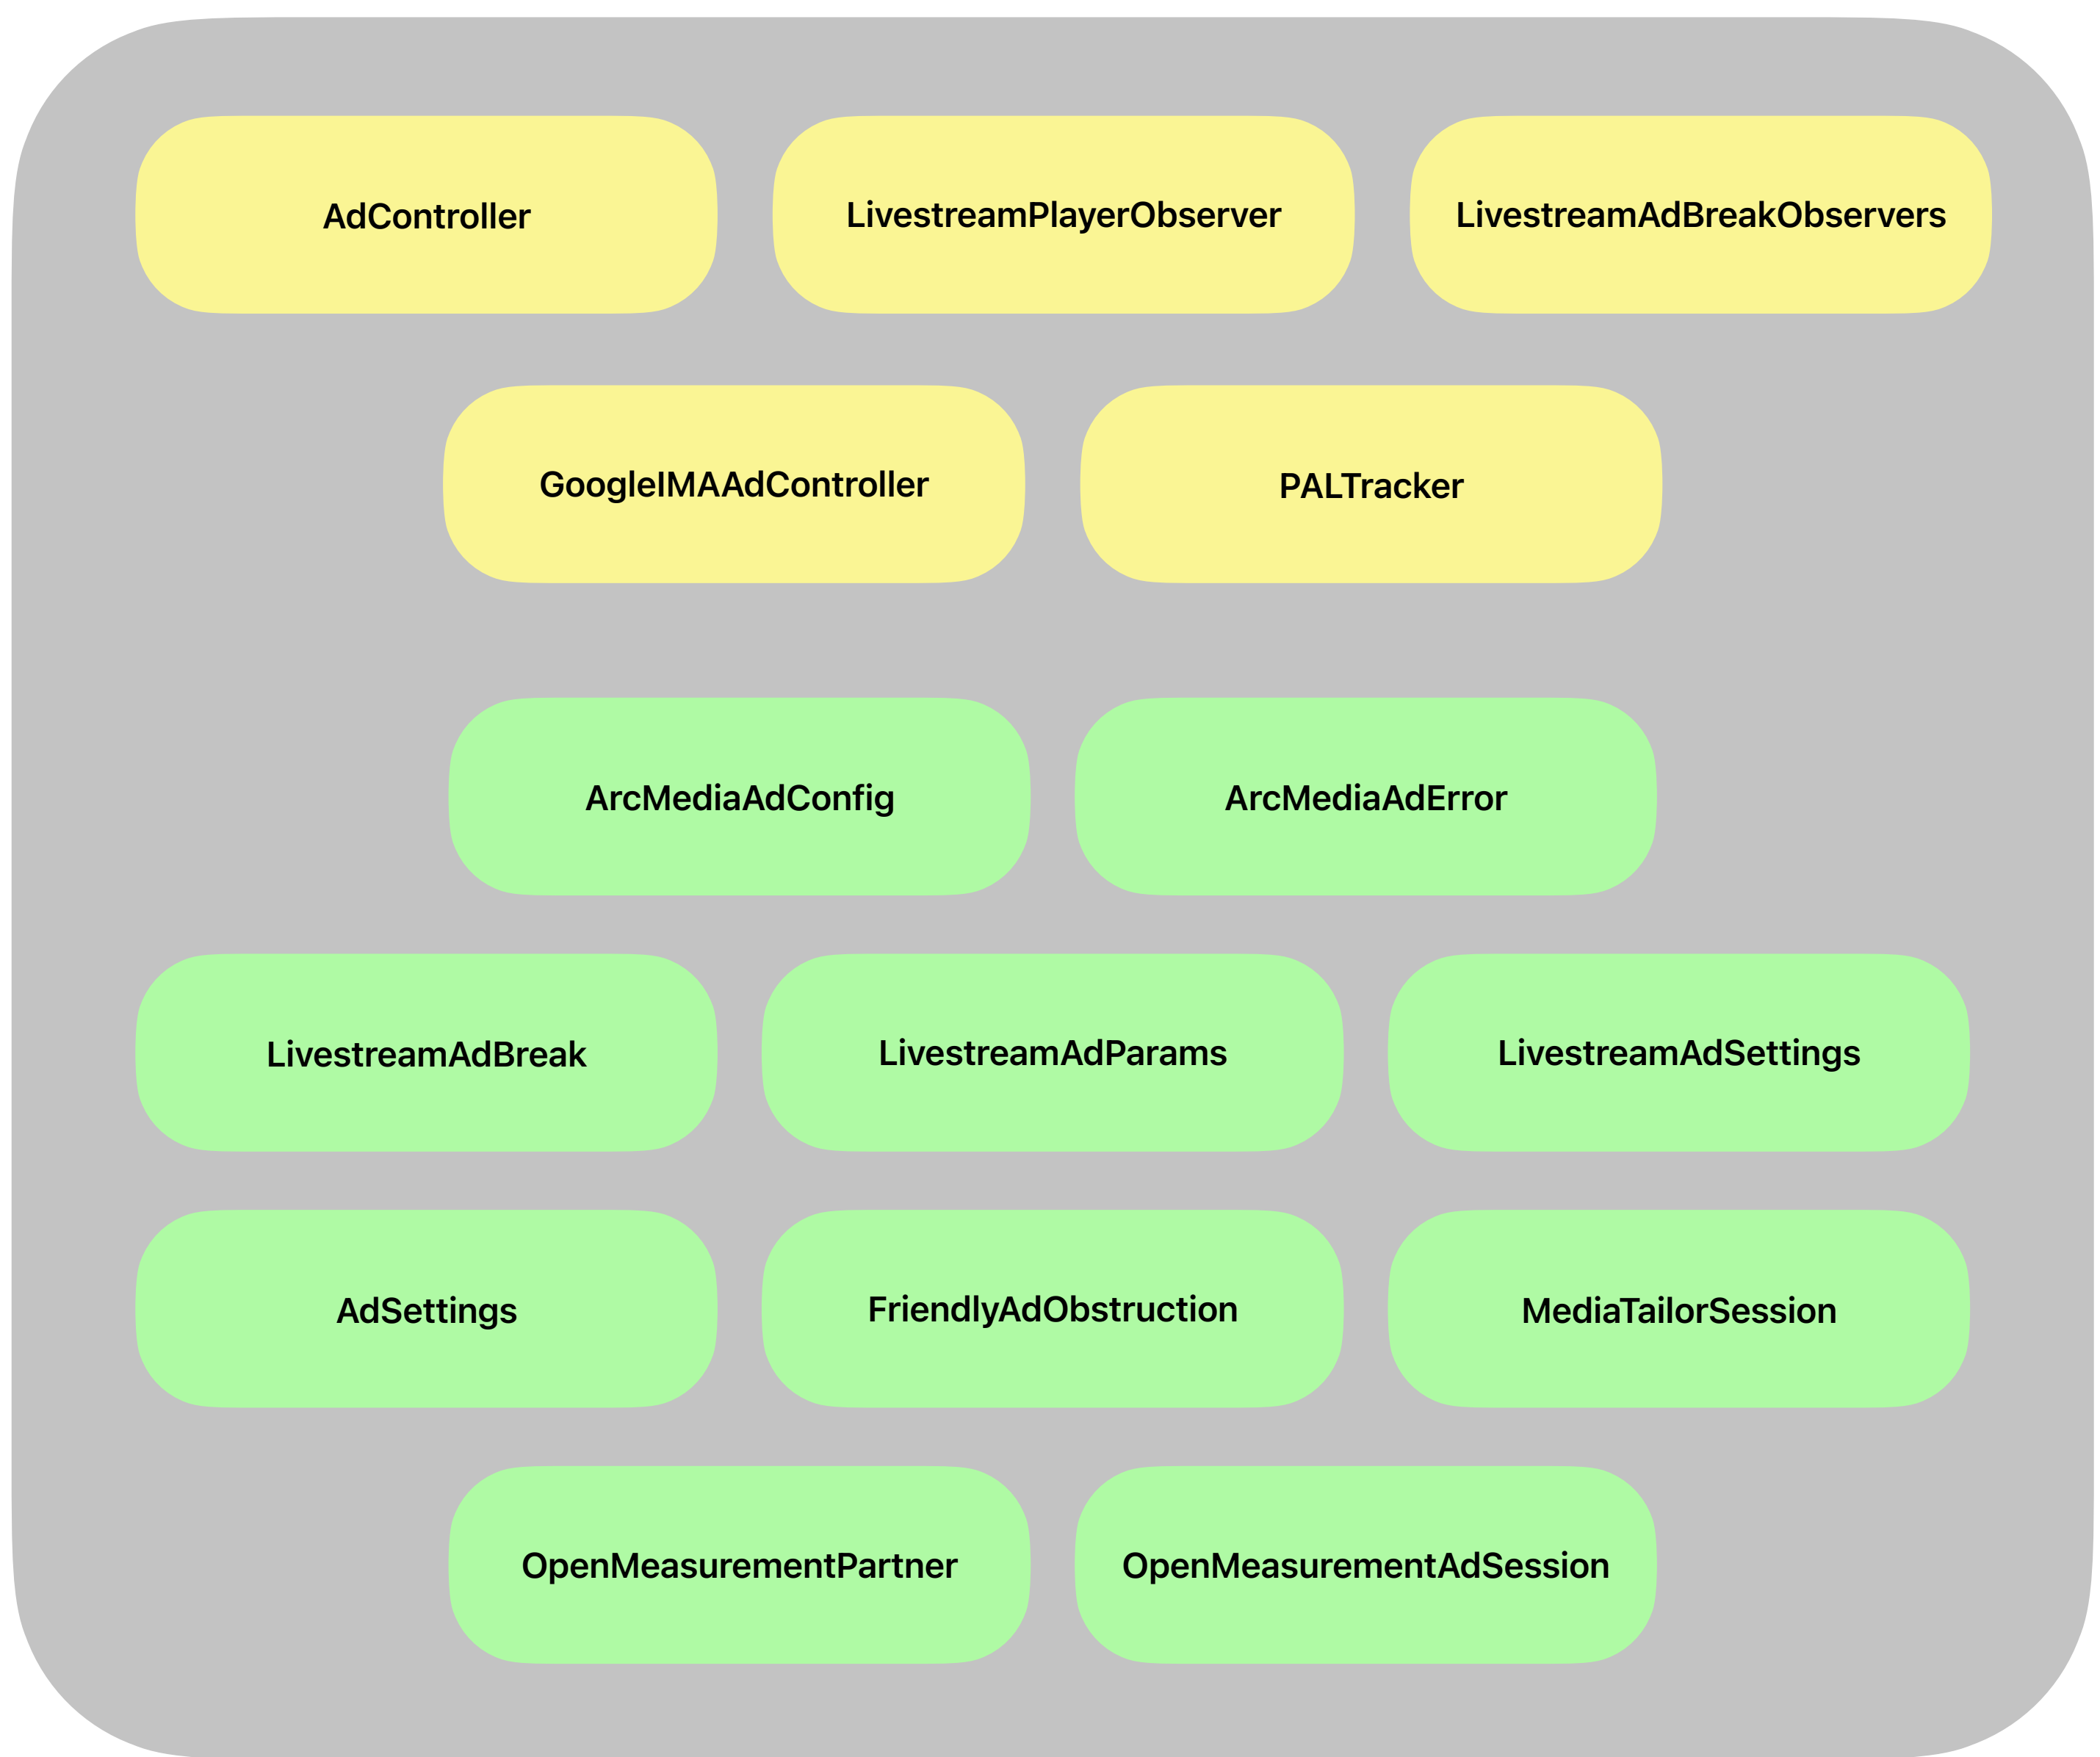 AdController
LivestreamPlayerObserver
LivestreamAdBreakObservers
GoogleIMAAdController
PALTracker
ArcMediaAdConfig
ArcMediaAdError
LivestreamAdBreak
LivestreamAdParams
LivestreamAdSettings
AdSettings
FriendlyAdObstruction
MediaTailorSession
OpenMeasurementPartner
OpenMeasurementAdSession